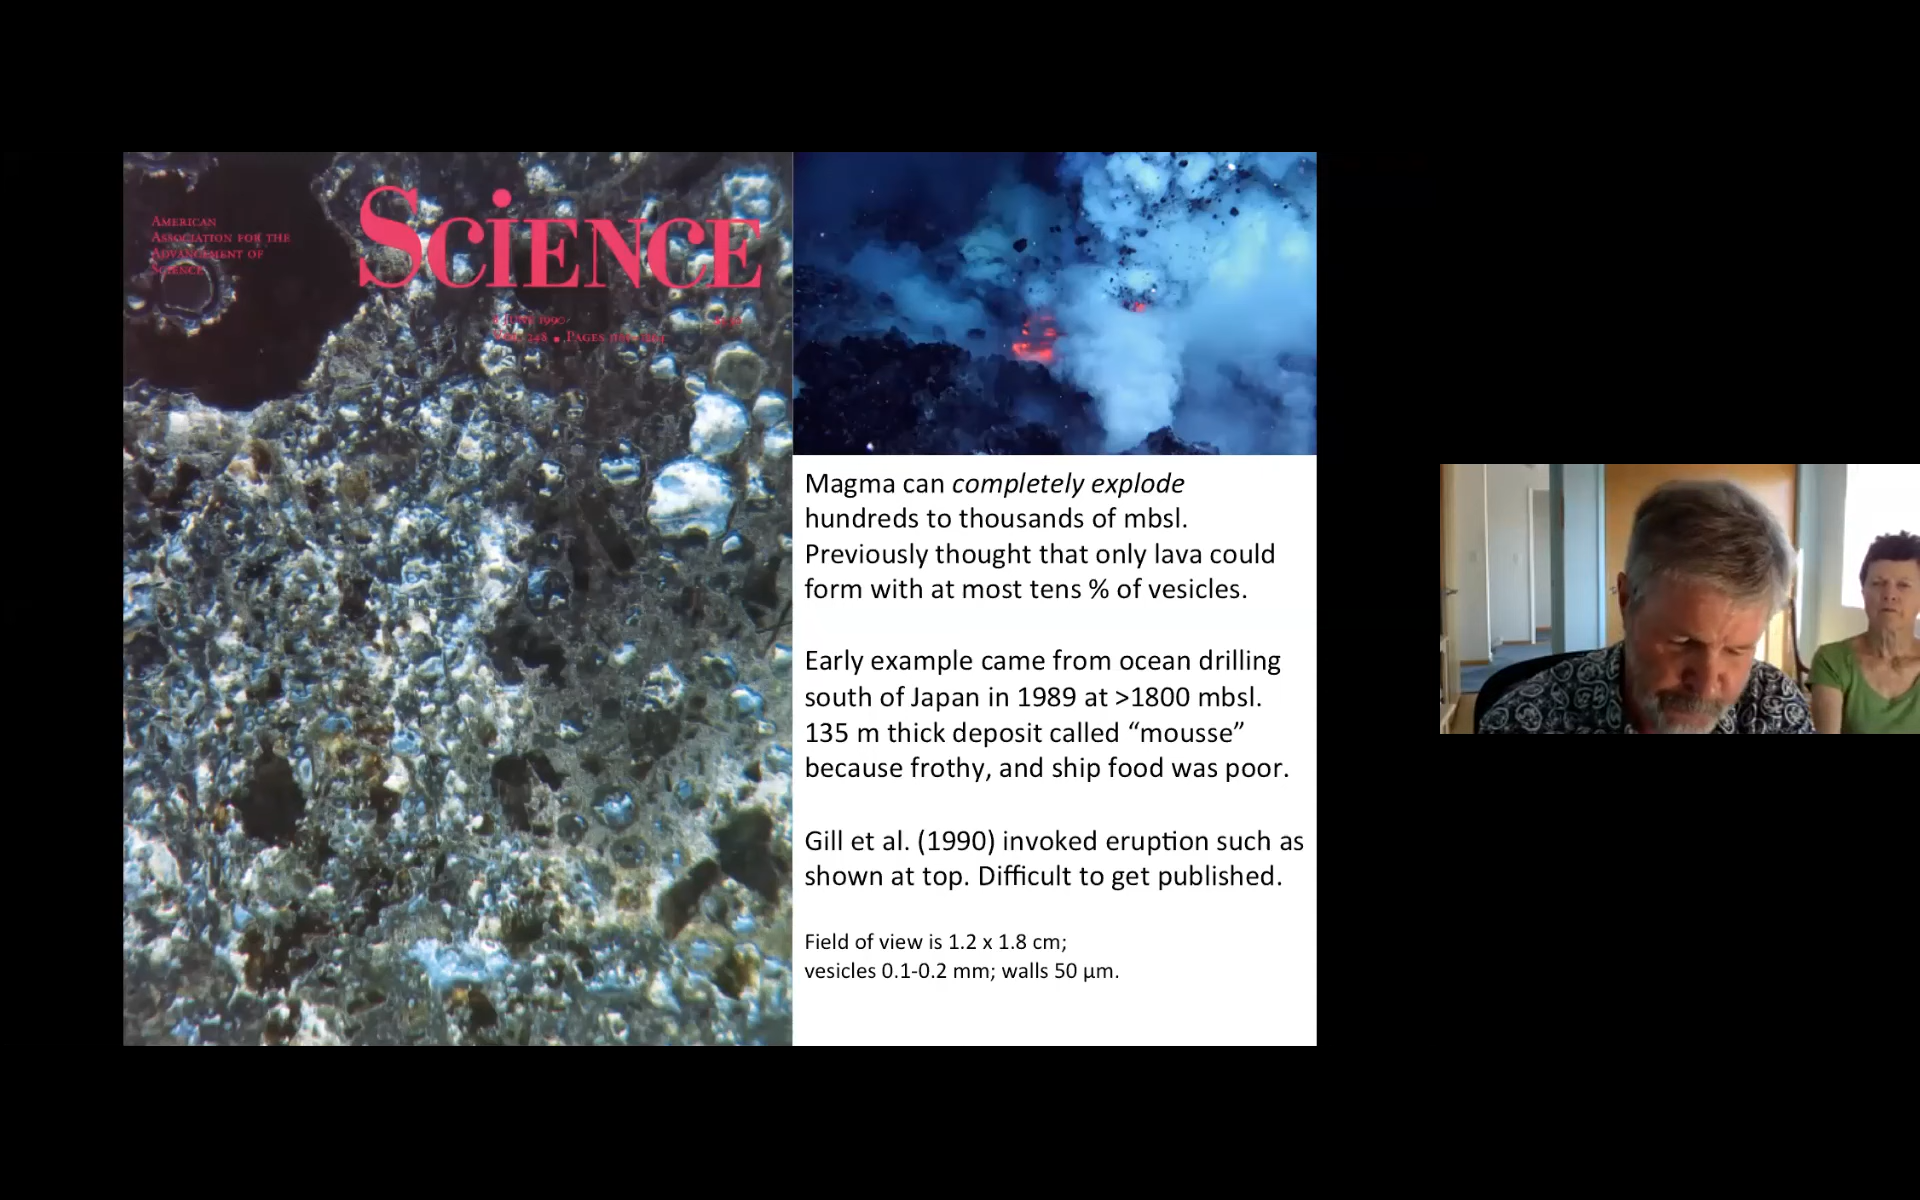 AMERICAN
ASSOCIATION FOR THE
ADVANCEMENT OF
SCIENCE
SCiENCE
JUNE 1990
PAGES
Magma can completely explode
hundreds to thousands of mbsl.
Previously thought that only lava could
form with at most tens % of vesicles.
Early example came from ocean drilling
south of Japan in 1989 at >1800 mbsl.
135 m thick deposit called “mousse”
because frothy, and ship food was poor.
Gill et al. (1990) invoked eruption such as
shown at top. Difficult to get published.
Field of view is 1.2 x 1.8 cm;
vesicles 0.1-0.2 mm; walls 50 µm.